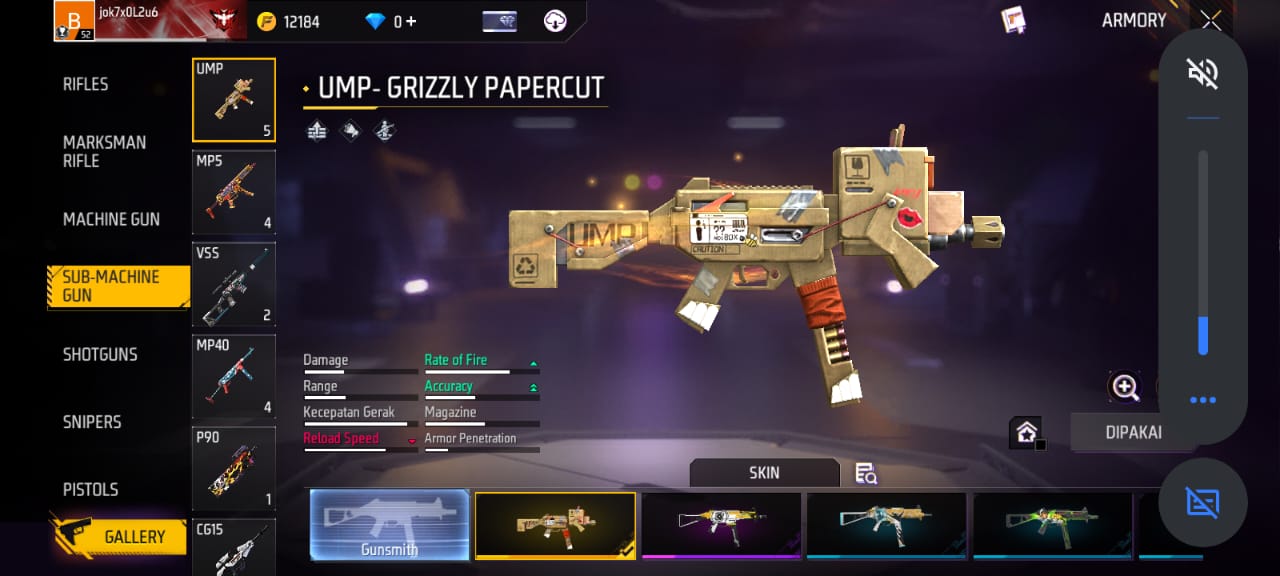 B
52
jok7x0L2u6
F
12184
0 +
ARMORY
RIFLES
MARKSMAN
RIFLE
MACHINE GUN
SUB-MACHINE
GUN
SHOTGUNS
SNIPERS
PISTOLS
GALLERY
UMP
5
MP5
4
VSS
2
MP40
4
P90
1
CG15
UMP- GRIZZLY PAPERCUT
UMP
??
BOX
CAUTION
Damage
Rate of Fire
Range
Accuracy
Kecepatan Gerak
Magazine
Reload Speed
Armor Penetration
DIPAKAI
SKIN
Gunsmith